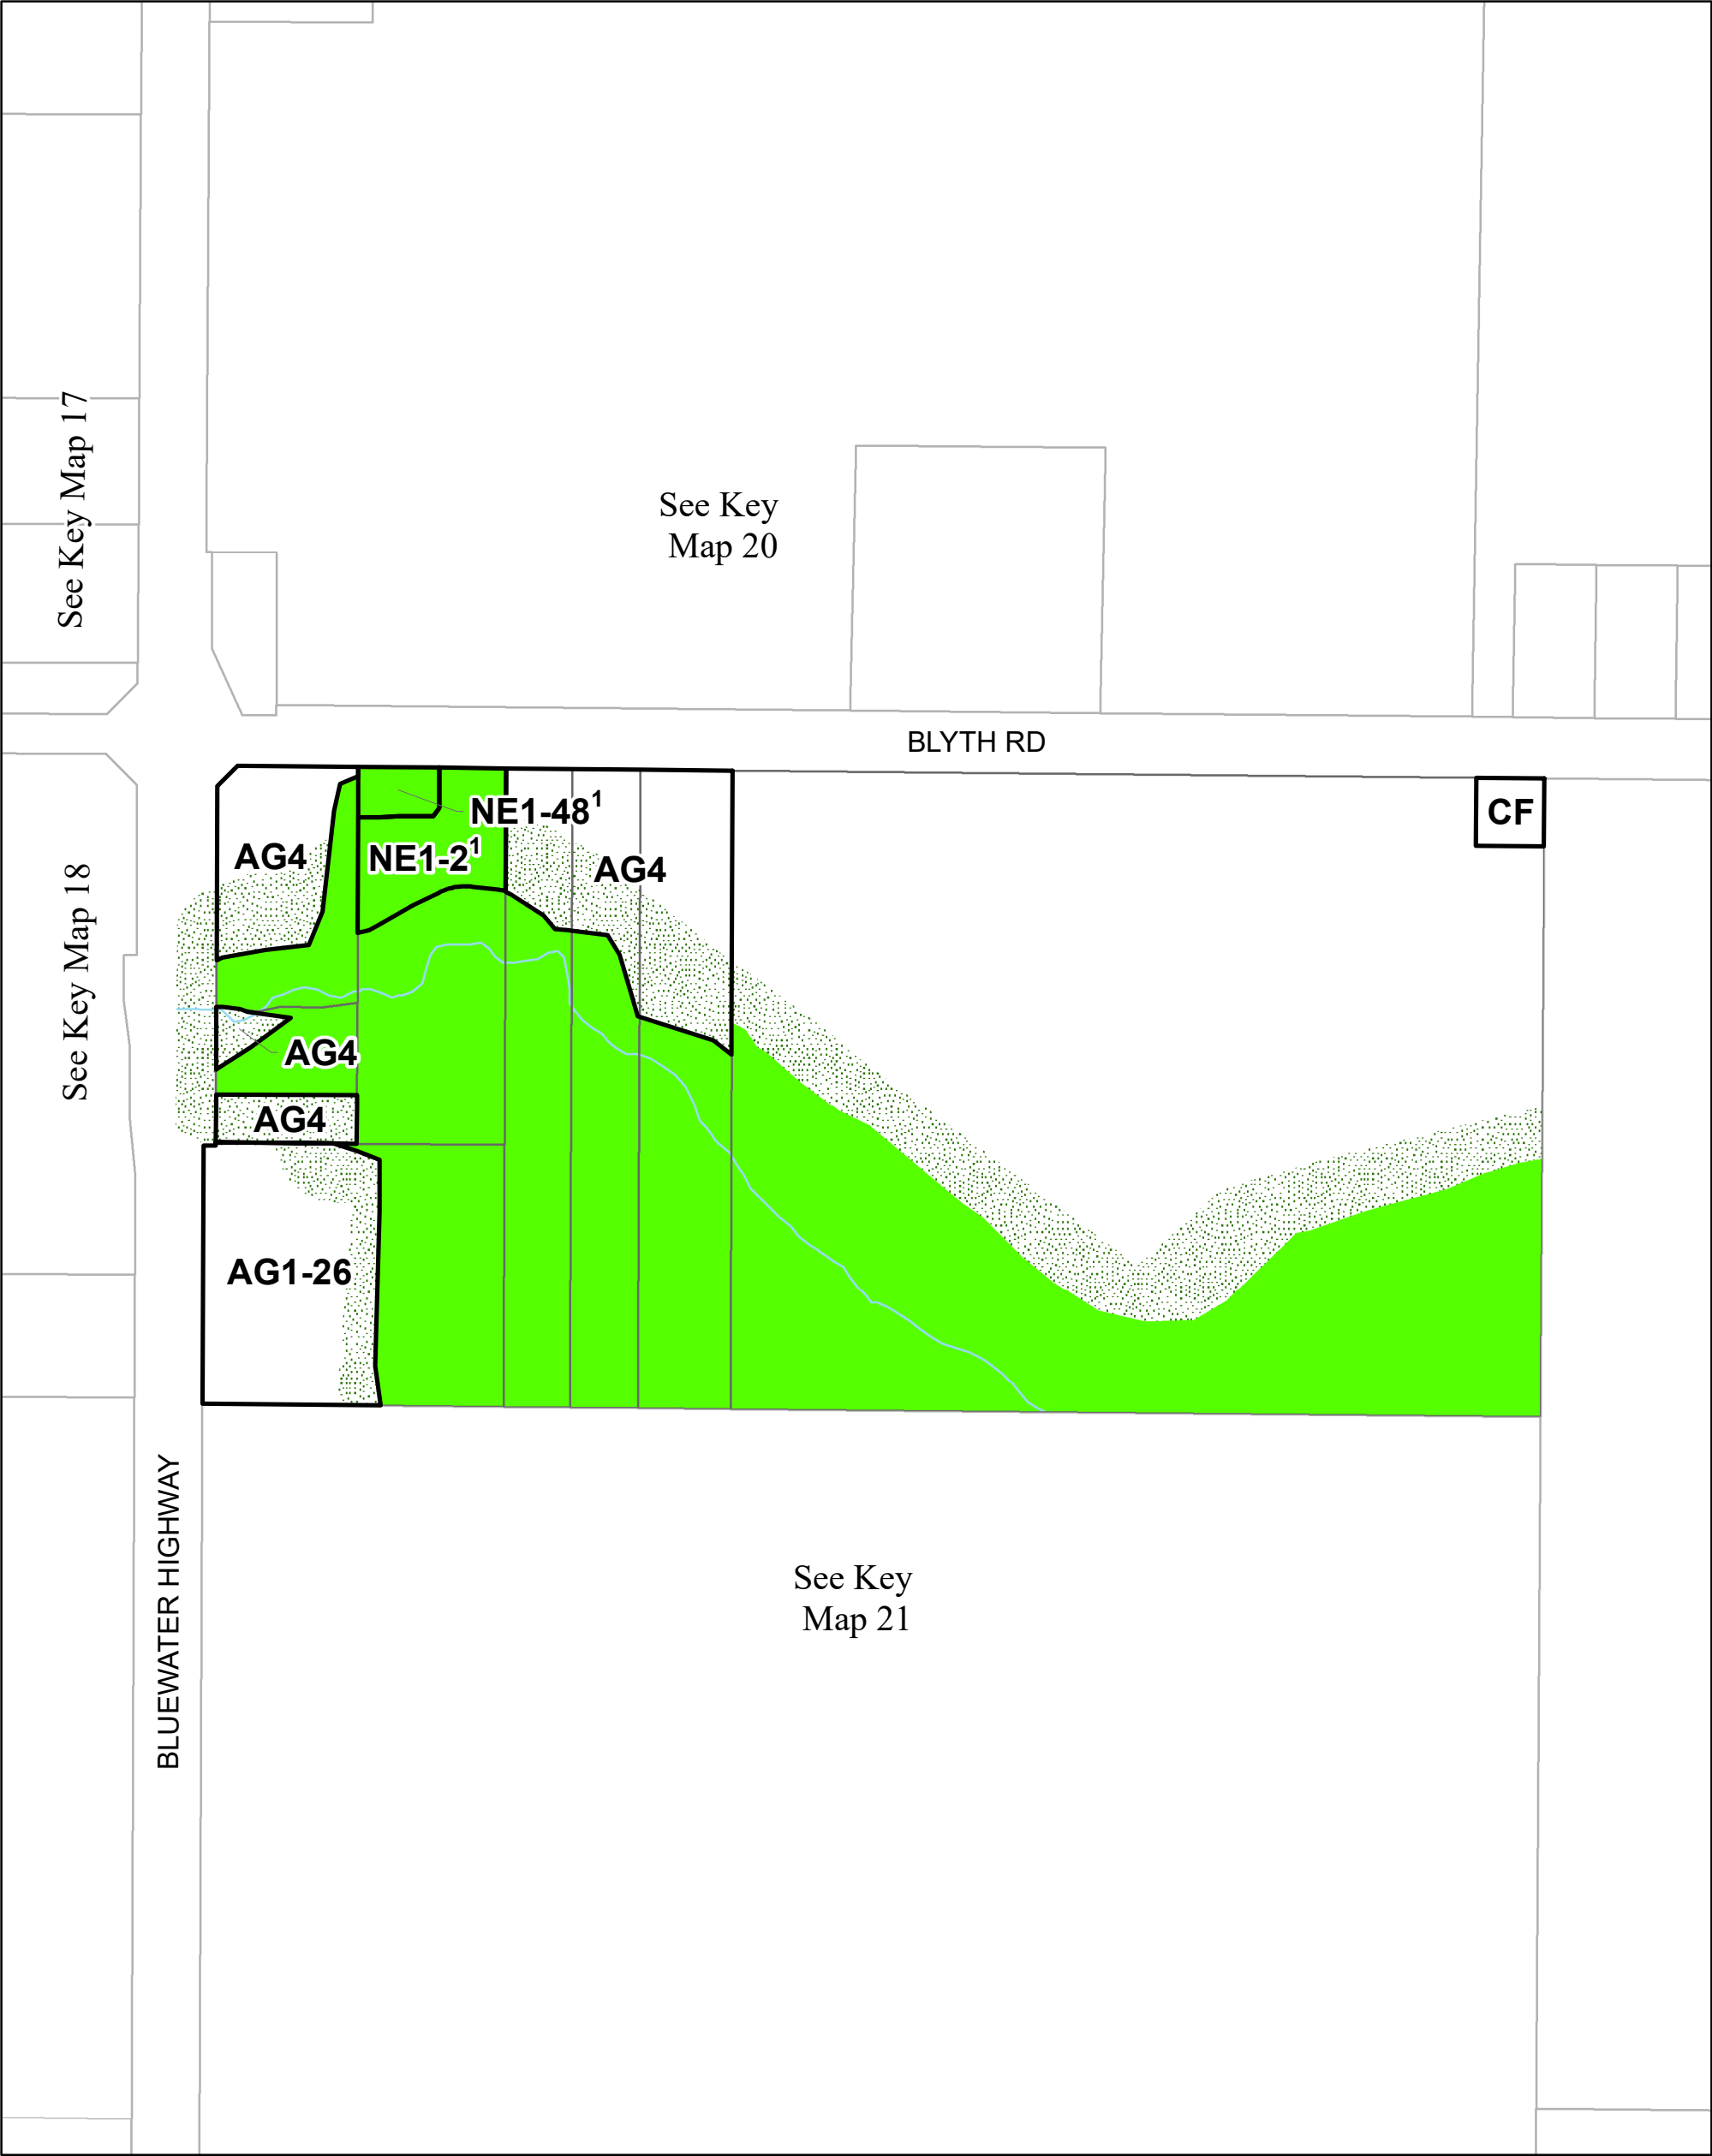 See Key Map 17
See Key
Map 20
BLYTH RD
CF
NE1-48¹
AG4
NE1-2¹
AG4
See Key Map 18
AG4
AG4
AG1-26
BLUEWATER HIGHWAY
See Key
Map 21